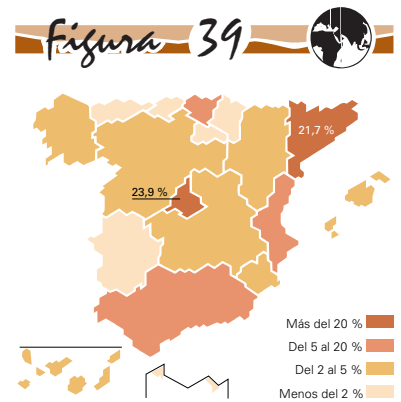 Figura 39
21,7 %
23,9 %
Más del 20 %
Del 5 al 20 %
Del 2 al 5 %
Menos del 2 %